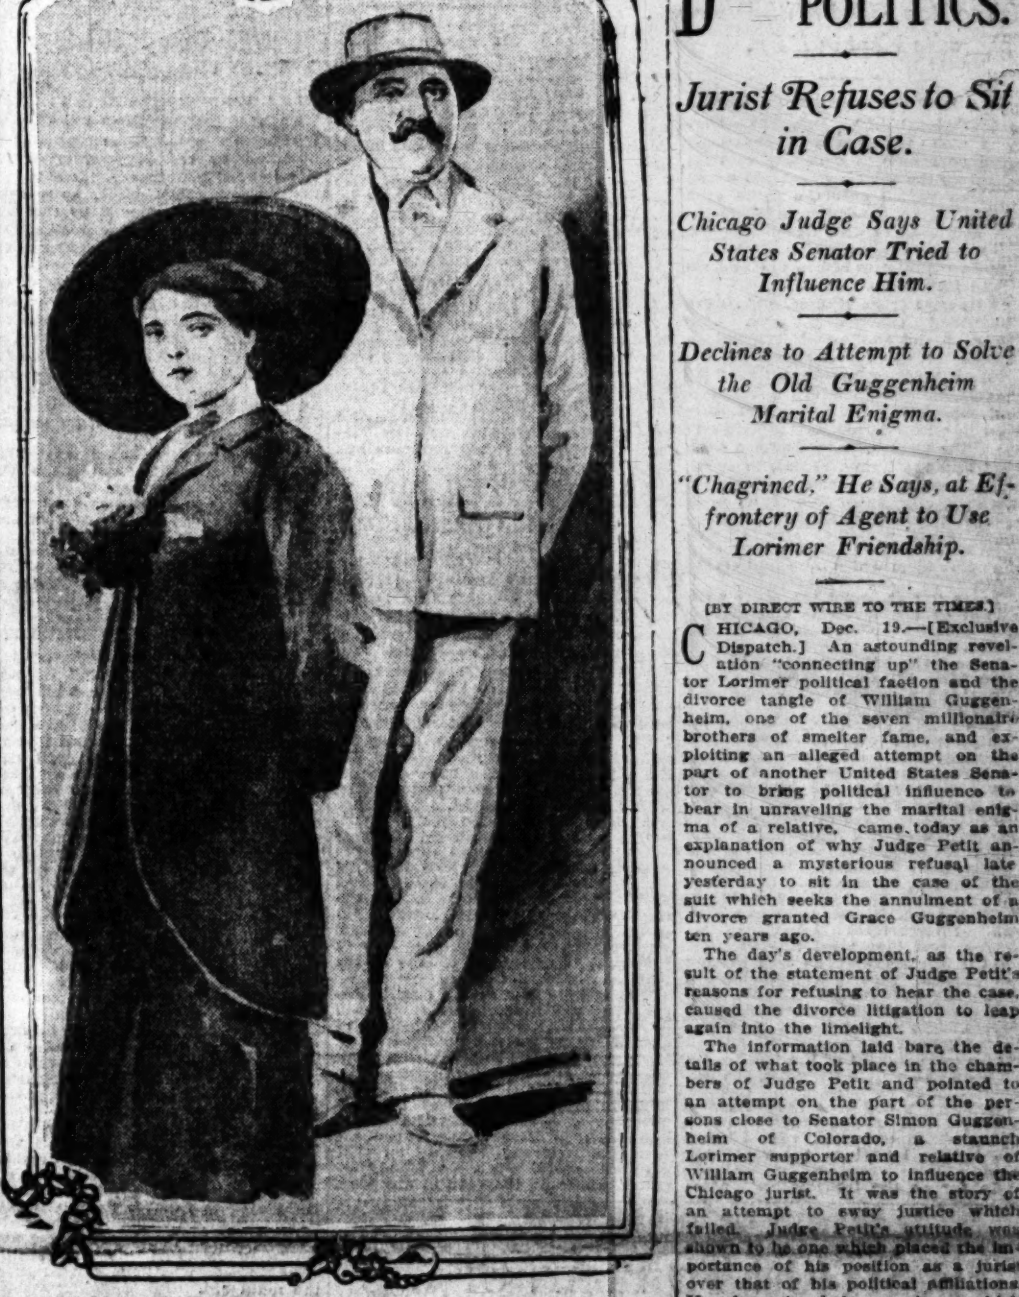 D POLITICS.
Jurist Refuses to Sit
in Case.
Chicago Judge Says United
States Senator Tried to
Influence Him.
Declines to Attempt to Solve
the Old Guggenheim
Marital Enigma.
"Chagrined," He Says, at Ef-
frontery of Agent to Use
Lorimer Friendship.
[BY DIRECT WIRE TO THE TIMES.]
CHICAGO, Dec. 19.—[Exclusive
Dispatch.] An astounding revel-
ation "connecting up" the Sena-
tor Lorimer political faction and the
divorce tangle of William Guggen-
heim, one of the seven millionaire
brothers of smelter fame, and ex-
ploiting an alleged attempt on the
part of another United States Sena-
tor to bring political influence to
bear in unraveling the marital enig-
ma of a relative, came today as an
explanation of why Judge Petit an-
nounced a mysterious refusal late
yesterday to sit in the case of the
suit which seeks the annulment of a
divorce granted Grace Guggenheim
ten years ago.
The day's development, as the re-
sult of the statement of Judge Petit's
reasons for refusing to hear the case,
caused the divorce litigation to leap
again into the limelight.
The information laid bare the de-
tails of what took place in the cham-
bers of Judge Petit and pointed to
an attempt on the part of the per-
sons close to Senator Simon Guggen-
heim of Colorado, a staunch
Lorimer supporter and relative of
William Guggenheim to influence the
Chicago jurist. It was the story of
an attempt to sway justice which
failed. Judge Petit's attitude was
shown to be one which placed the im-
portance of his position as a jurist
over that of his political affiliations.